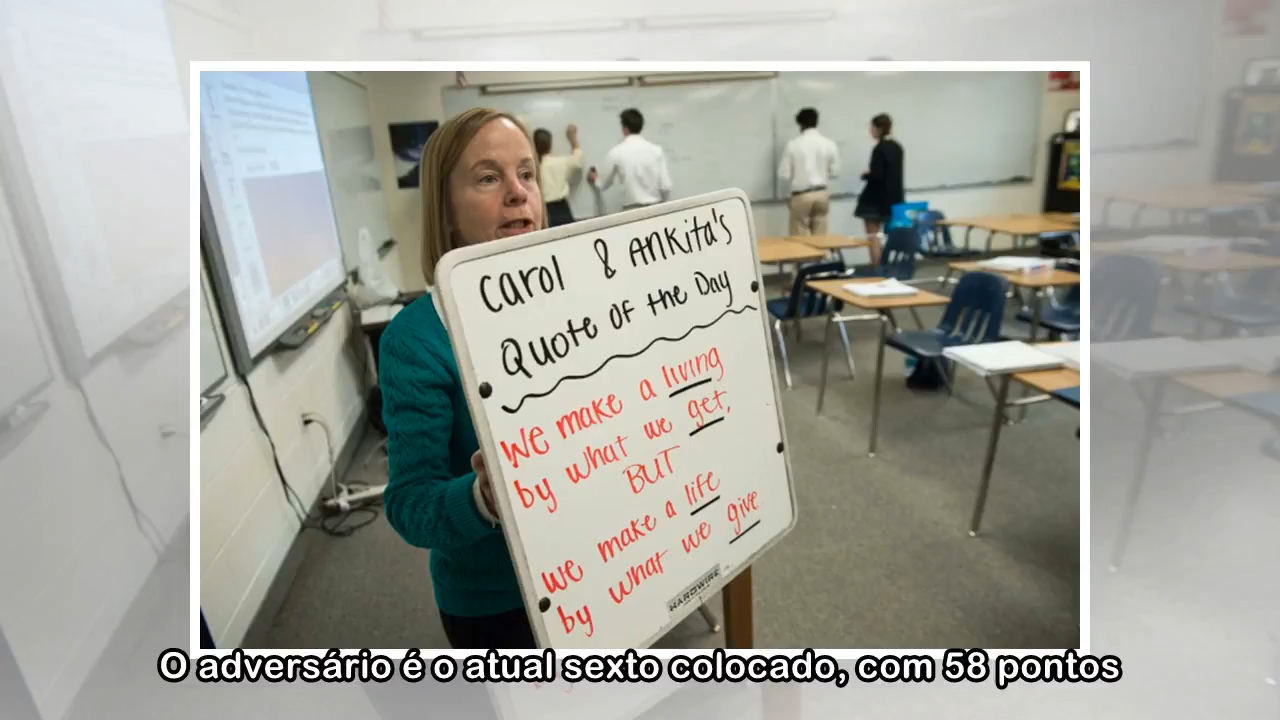 Carol & Ankita's
Quote of the Day
We make a living
by what we get,
BUT
we make a life
by what we give
HARDWIRE
O adversário é o atual sexto colocado, com 58 pontos